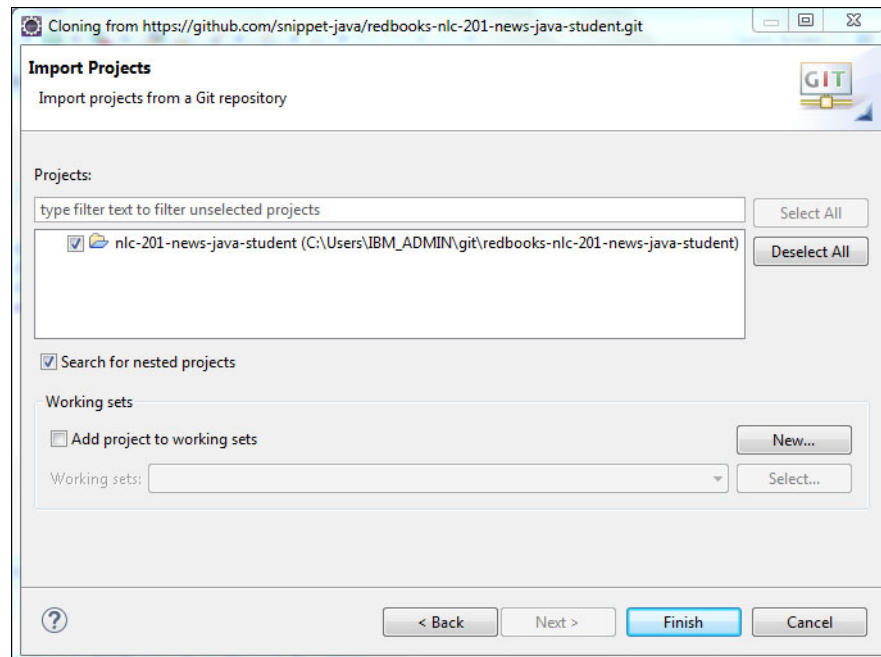 Cloning from https://github.com/snippet-java/redbooks-nlc-201-news-java-student.git
Import Projects
Import projects from a Git repository
GIT
Projects:
type filter text to filter unselected projects
Select All
nlc-201-news-java-student (C:\Users\IBM_ADMIN\git\redbooks-nlc-201-news-java-student)
Deselect All
Search for nested projects
Working sets
Add project to working sets
New...
Working sets:
Select...
?
< Back
Next >
Finish
Cancel